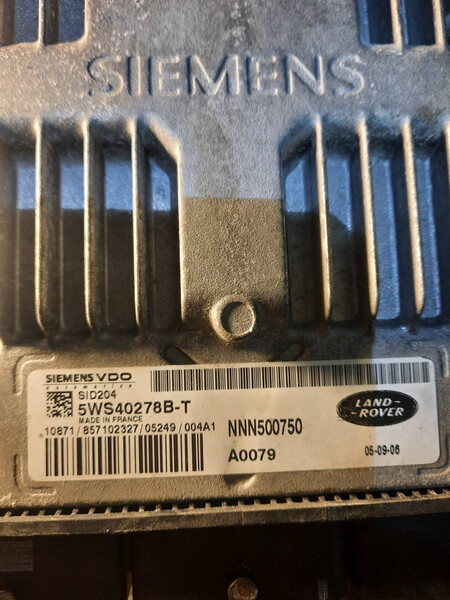 SIEMENS
SIEMENS VDO
Automotive
SID204
5WS40278B-T
MADE IN FRANCE
10871/857102327/05249/004A1
NNN500750
A0079
LAND-
ROVER
05-09-06